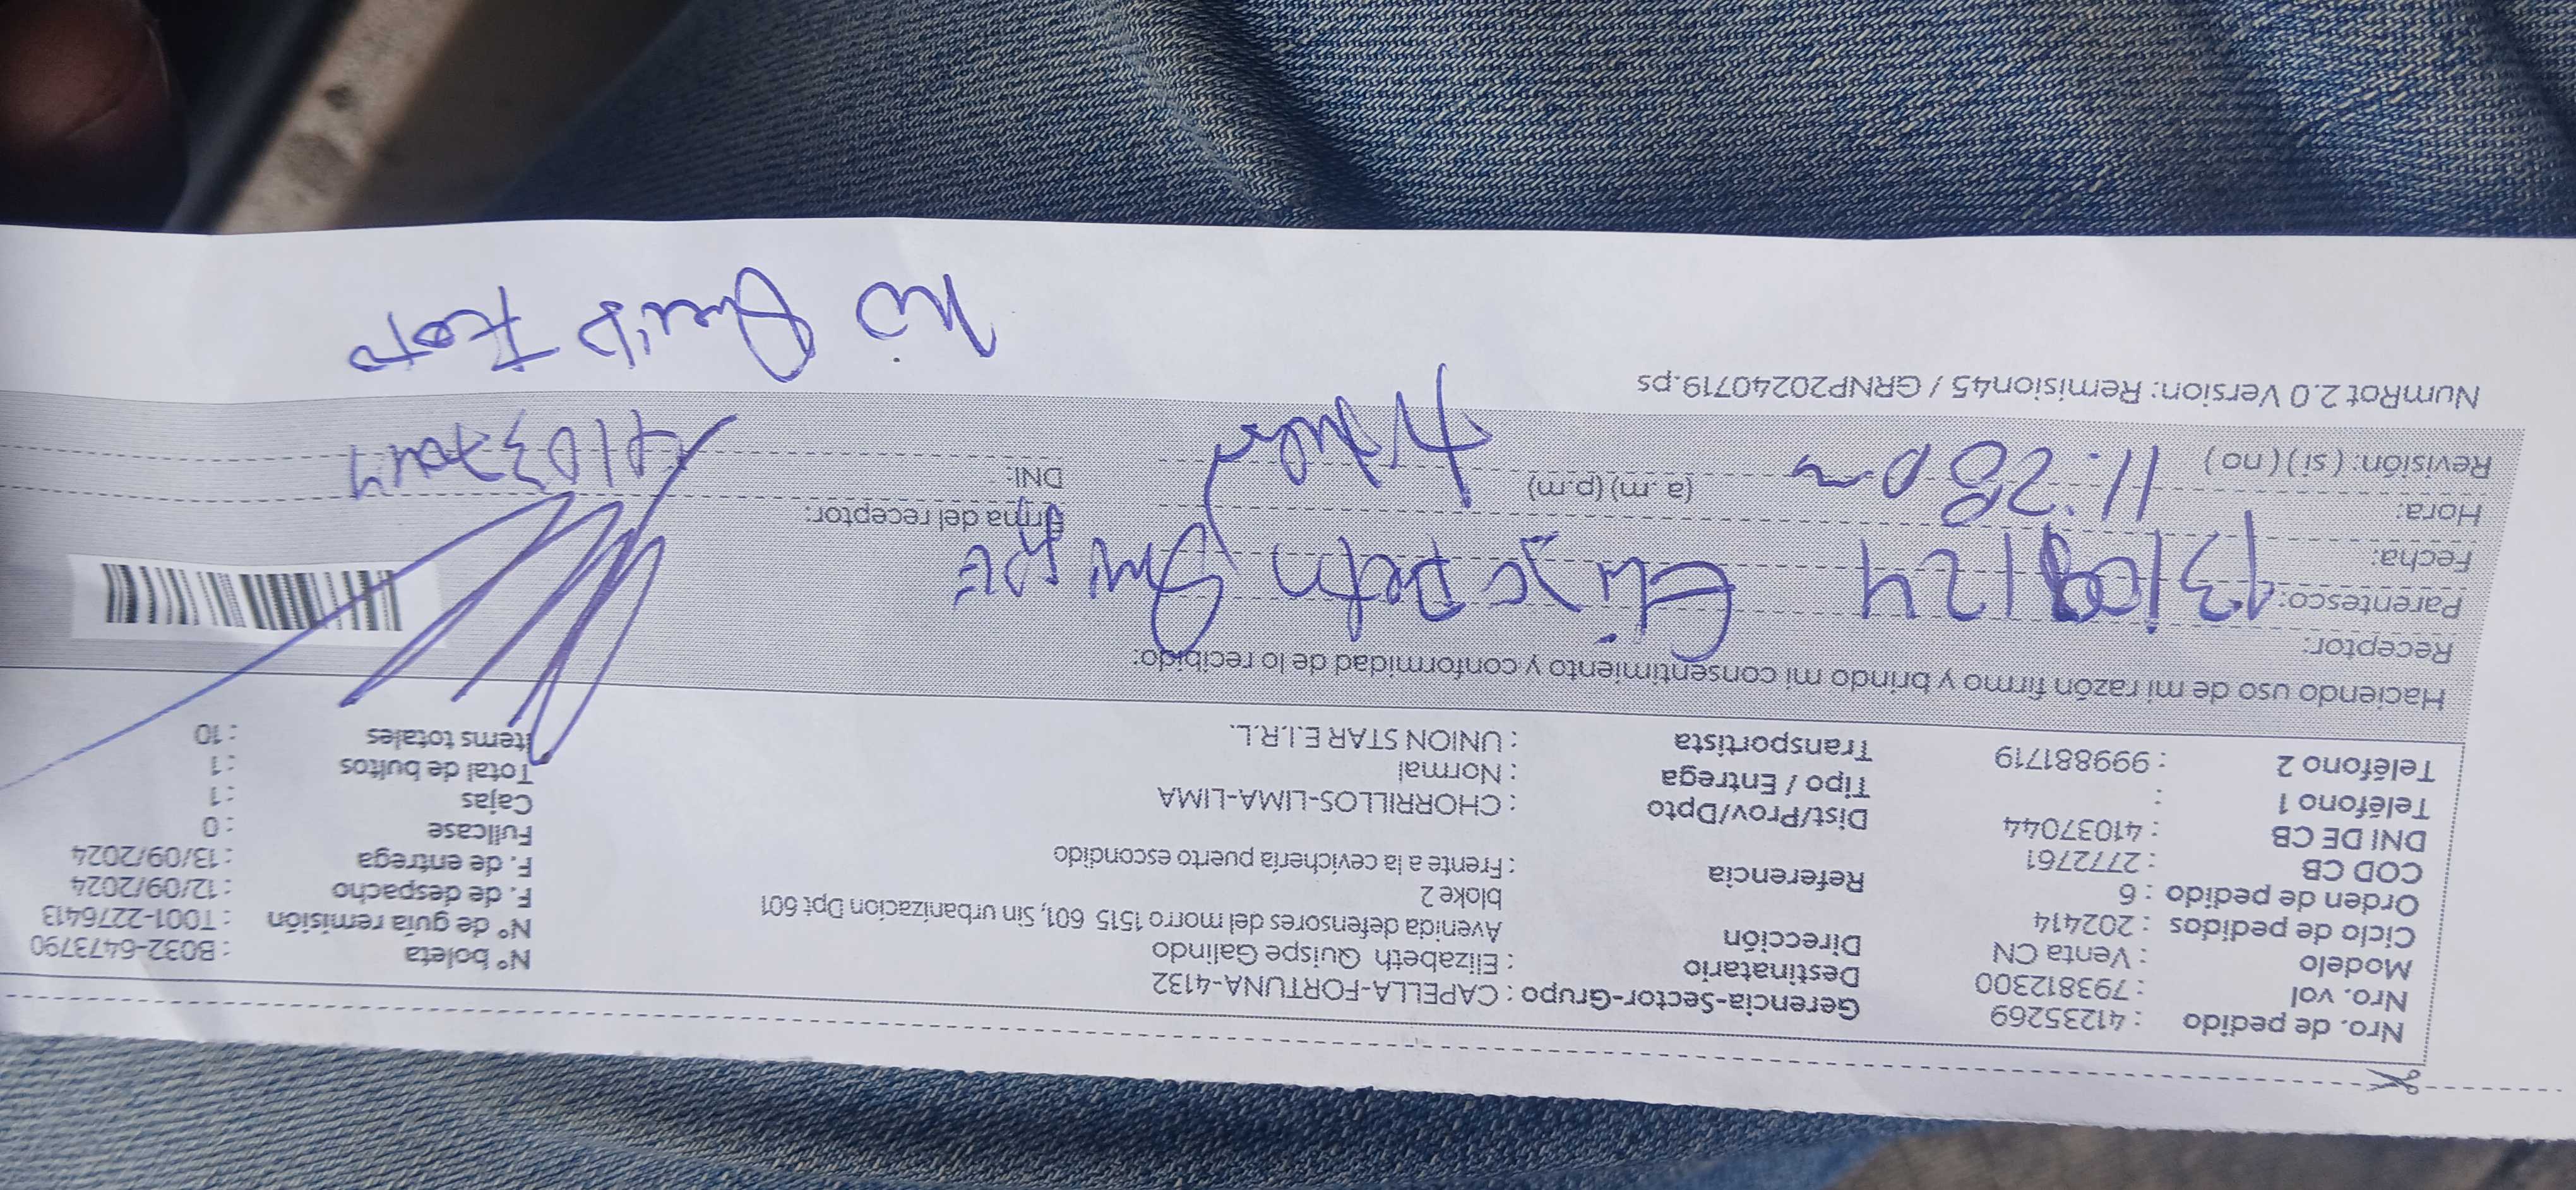 Nro. de pedido : 41235269
Nro. vol : 793812300
Modelo : Venta CN
Ciclo de pedidos : 202414
Orden de pedido : 6
COD CB : 2772761
DNI DE CB : 41037044
Teléfono 1 :
Teléfono 2 : 999881719
Gerencia-Sector-Grupo : CAPELLA-FORTUNA-4132
Destinatario : Elizabeth Quispe Galindo
Dirección Avenida defensores del morro 1515 601, Sin urbanizacion Dpt 601
bloke 2
Referencia : Frente a la cevichería puerto escondido
Dist/Prov/Dpto : CHORRILLOS-LIMA-LIMA
Tipo / Entrega : Normal
Transportista : UNION STAR E.I.R.L.
N° boleta : B032-6473790
N° de guía remisión : T001-2276413
F. de despacho : 12/09/2024
F. de entrega : 13/09/2024
Fullcase : 0
Cajas : 1
Total de bultos : 1
Items totales : 10
Haciendo uso de mi razón firmo y brindo mi consentimiento y conformidad de lo recibido:
Receptor:
Parentesco:
Fecha: 13/09/24
Hora: 11:28 pm (a.m) (p.m)
Revisión: ( si ) ( no )
Firma del receptor:
DNI: 41037044
NumRot 2.0 Version: Remision45 / GRNP20240719.ps